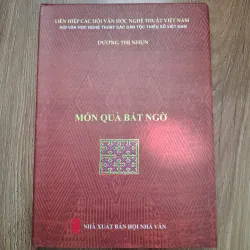 LIÊN HIỆP CÁC HỘI VĂN HỌC NGHỆ THUẬT VIỆT NAM
HỘI VĂN HỌC NGHỆ THUẬT CÁC DÂN TỘC THIỂU SỐ VIỆT NAM
DƯƠNG THỊ NHỤN
MÓN QUÀ BẤT NGỜ
NHÀ XUẤT BẢN HỘI NHÀ VĂN